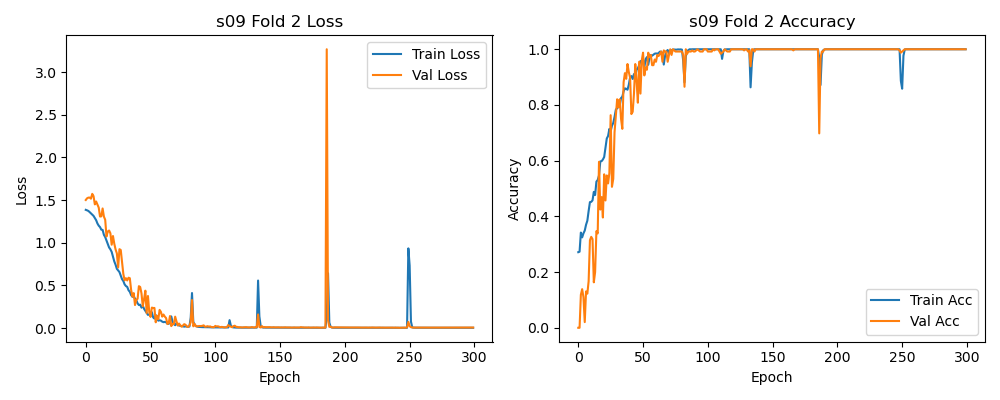 s09 Fold 2 Loss
Train Loss
Val Loss
Loss
3.0
2.5
2.0
1.5
1.0
0.5
0.0
0 50 100 150 200 250 300
Epoch
s09 Fold 2 Accuracy
Accuracy
1.0
0.8
0.6
0.4
0.2
0.0
Train Acc
Val Acc
0 50 100 150 200 250 300
Epoch